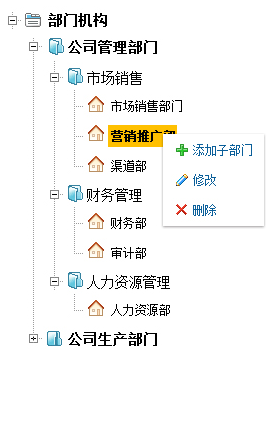 部门机构
公司管理部门
市场销售
市场销售部门
营销推广部
添加子部门
渠道部
修改
财务管理
删除
财务部
审计部
人力资源管理
人力资源部
公司生产部门